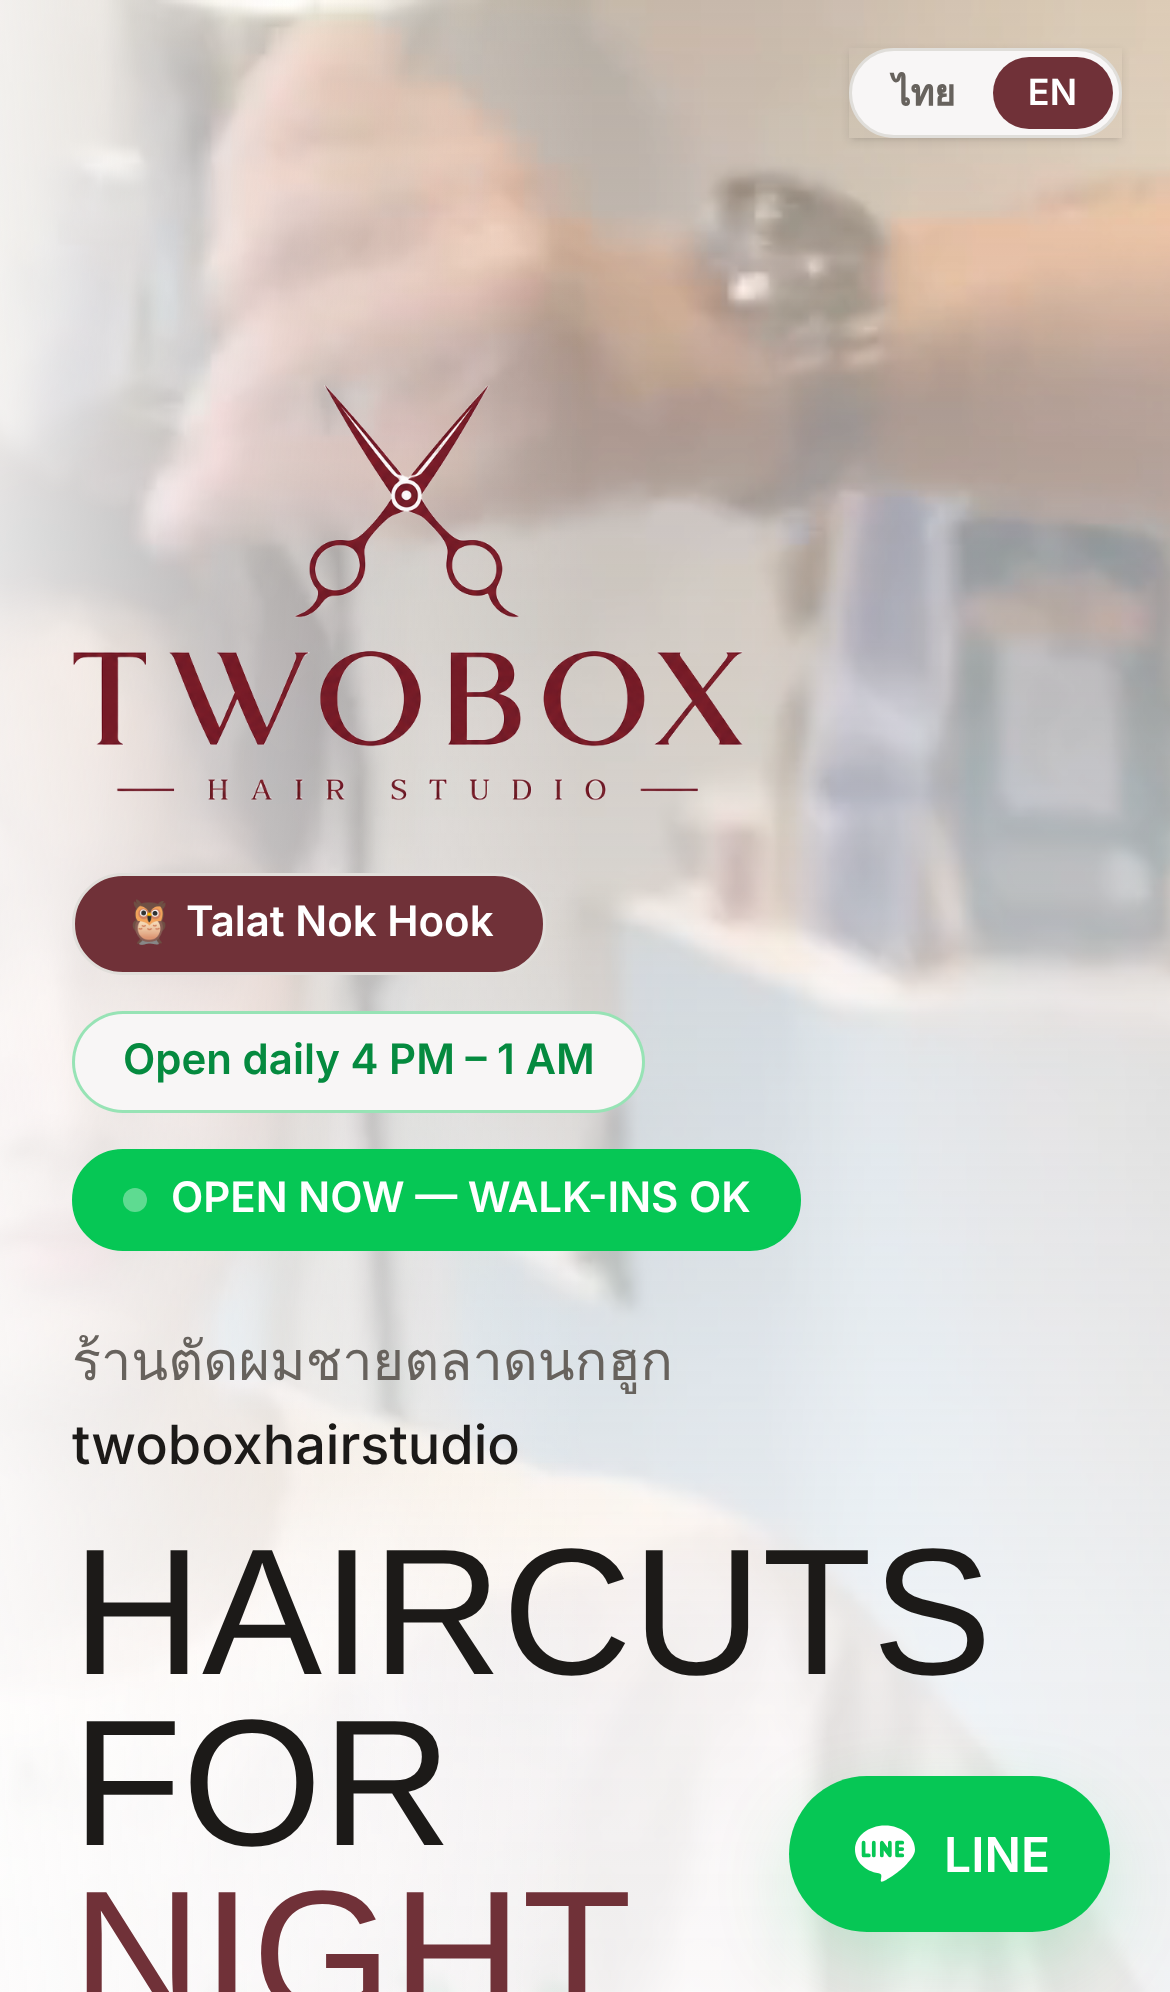 ไทย EN
TWOBOX
HAIR STUDIO
Talat Nok Hook
Open daily 4 PM – 1 AM
OPEN NOW — WALK-INS OK
ร้านตัดผมชายตลาดนกฮูก
twoboxhairstudio
HAIRCUTS
FOR
NIGHT
LINE LINE